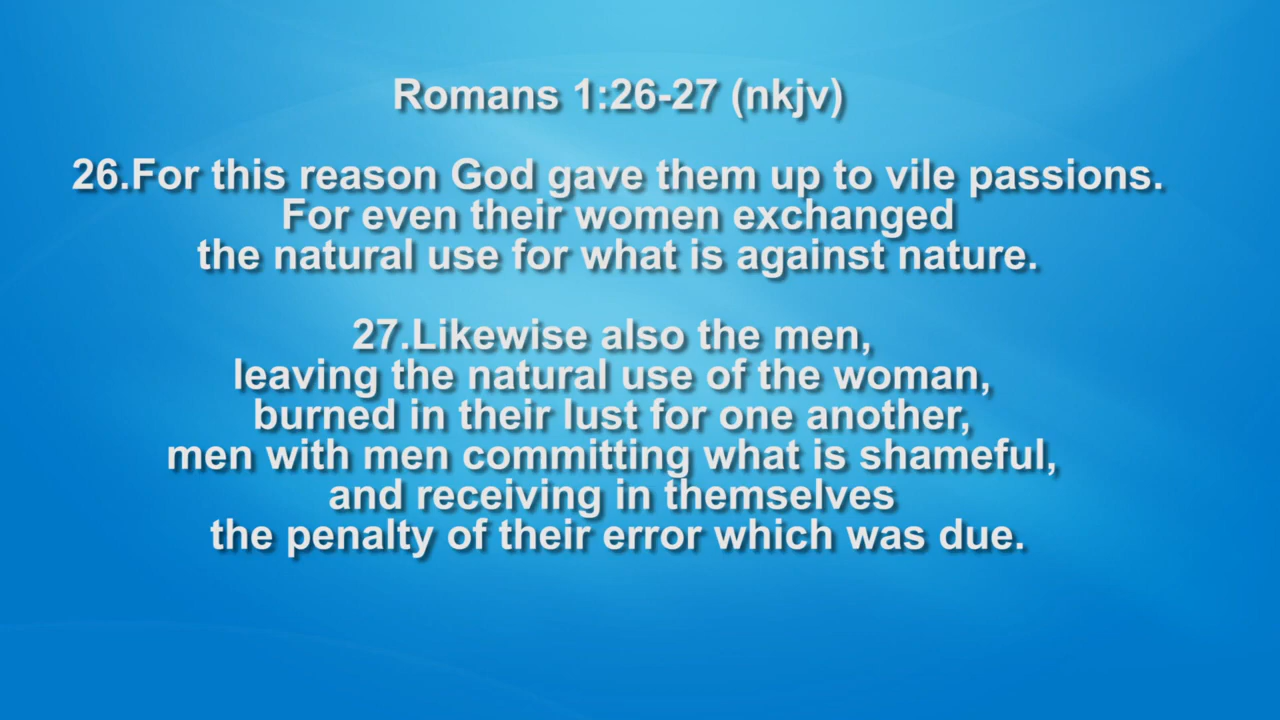 Romans 1:26-27 (nkjv)
26.For this reason God gave them up to vile passions.
For even their women exchanged
the natural use for what is against nature.
27.Likewise also the men,
leaving the natural use of the woman,
burned in their lust for one another,
men with men committing what is shameful,
and receiving in themselves
the penalty of their error which was due.